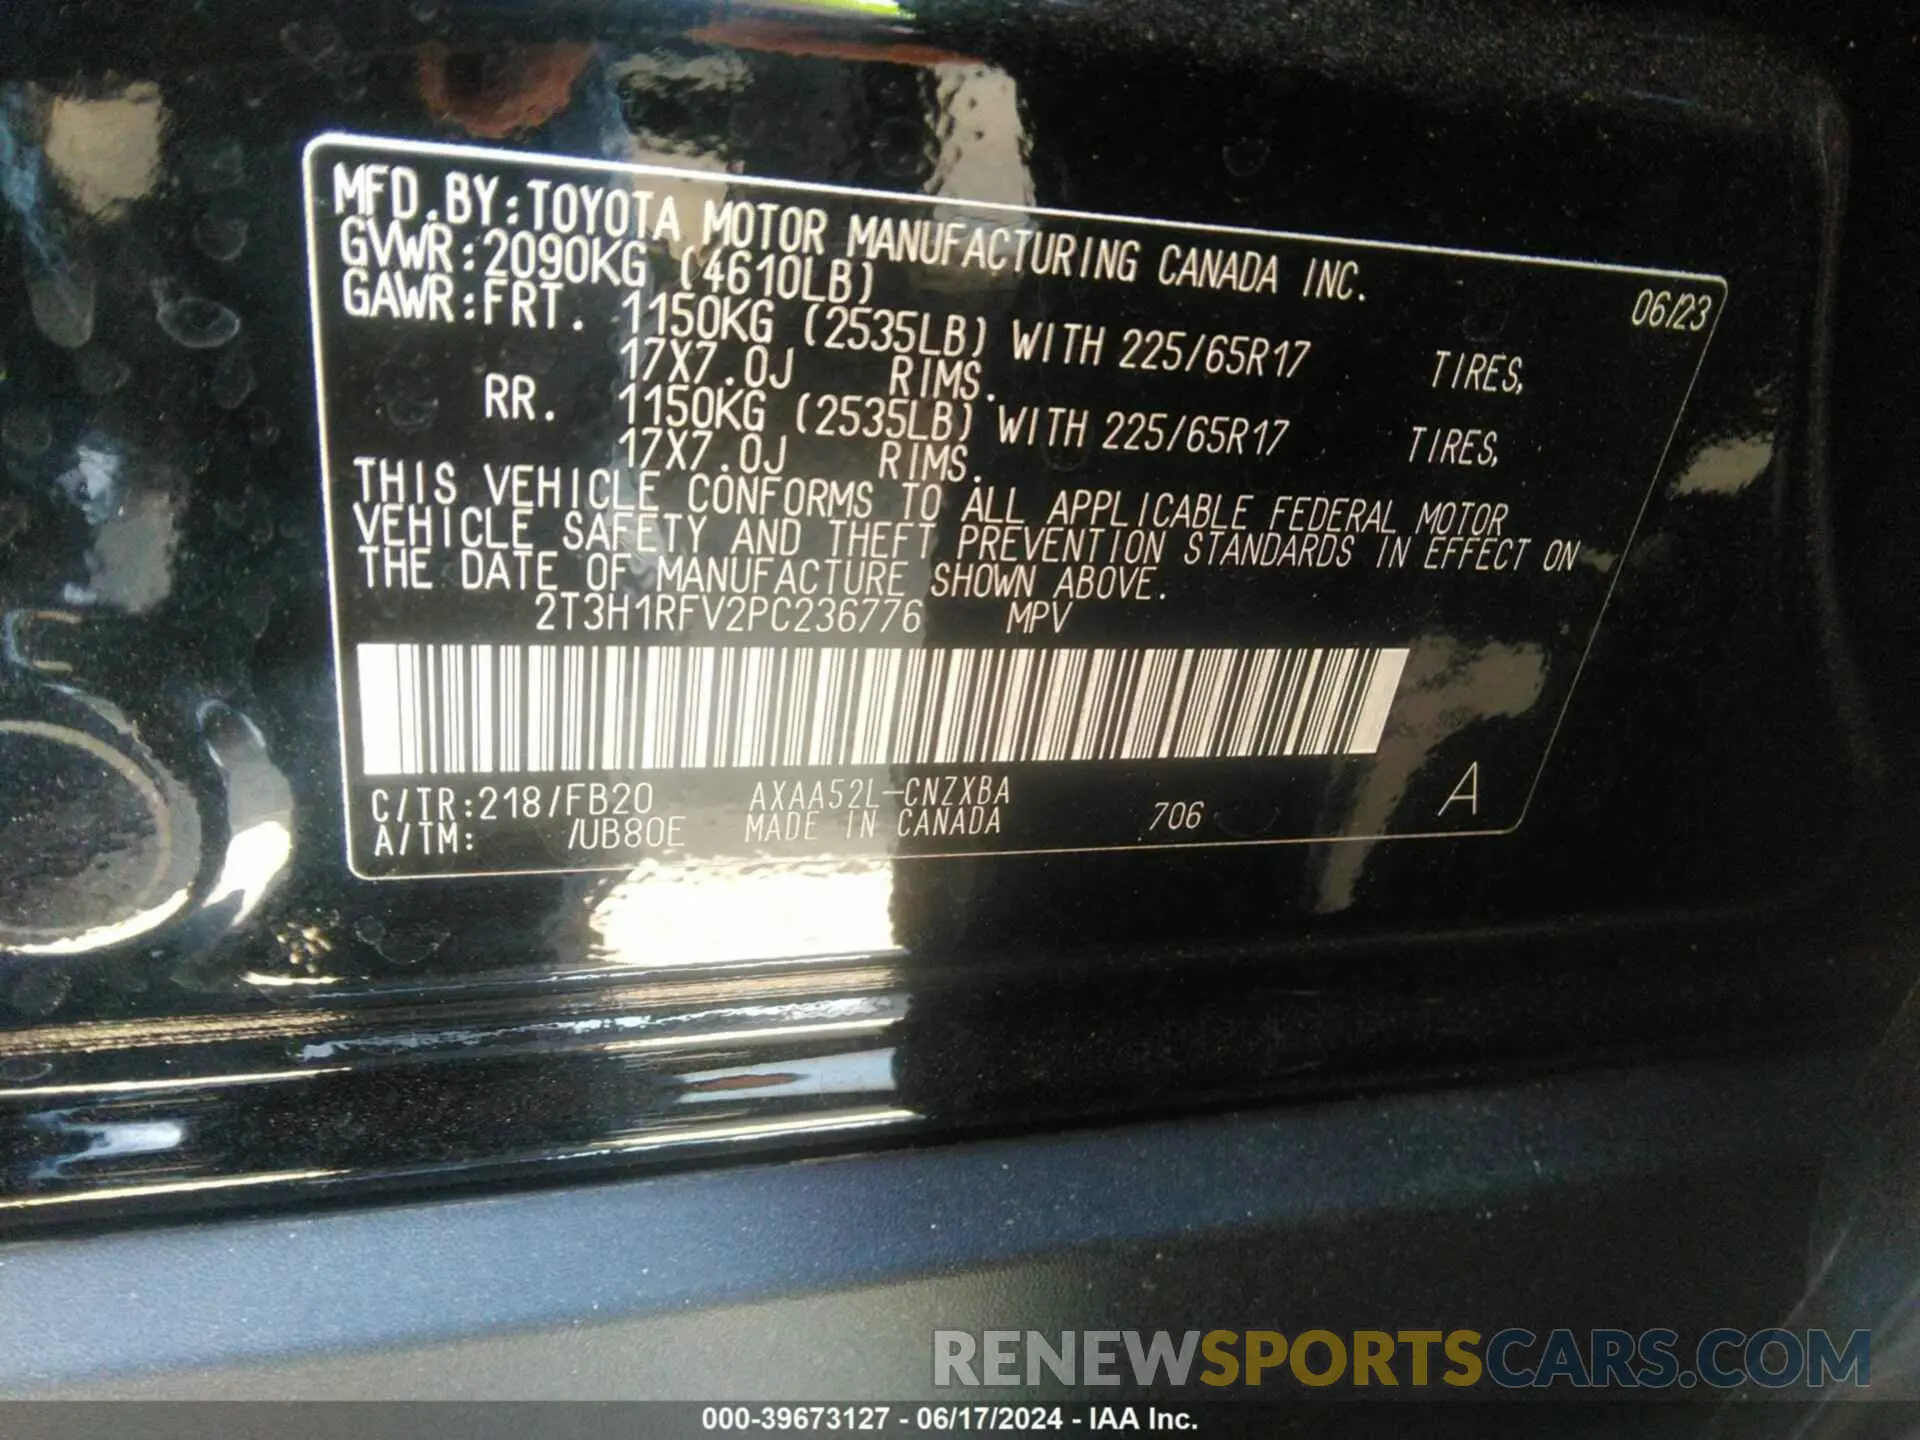 MFD.BY:TOYOTA MOTOR MANUFACTURING CANADA INC.
06/23
GVWR:2090KG (4610LB)
GAWR:FRT. 1150KG (2535LB) WITH 225/65R17 TIRES,
17X7.0J RIMS.
RR. 1150KG (2535LB) WITH 225/65R17 TIRES,
17X7.0J RIMS.
THIS VEHICLE CONFORMS TO ALL APPLICABLE FEDERAL MOTOR
VEHICLE SAFETY AND THEFT PREVENTION STANDARDS IN EFFECT ON
THE DATE OF MANUFACTURE SHOWN ABOVE.
2T3H1RFV2PC236776 MPV
C/TR:218/FB20 AXAA52L-CNZXBA
A/TM: /UB80E MADE IN CANADA 706 A
RENEWSPORTSCARS.COM
000-39673127 - 06/17/2024 - IAA Inc.